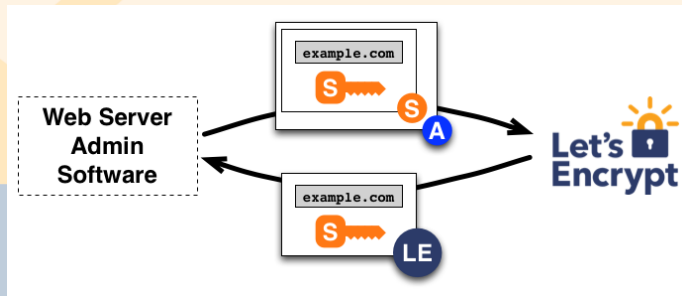 example.com
S
S
A
Web Server
Admin
Software
Let's
Encrypt
example.com
S
LE